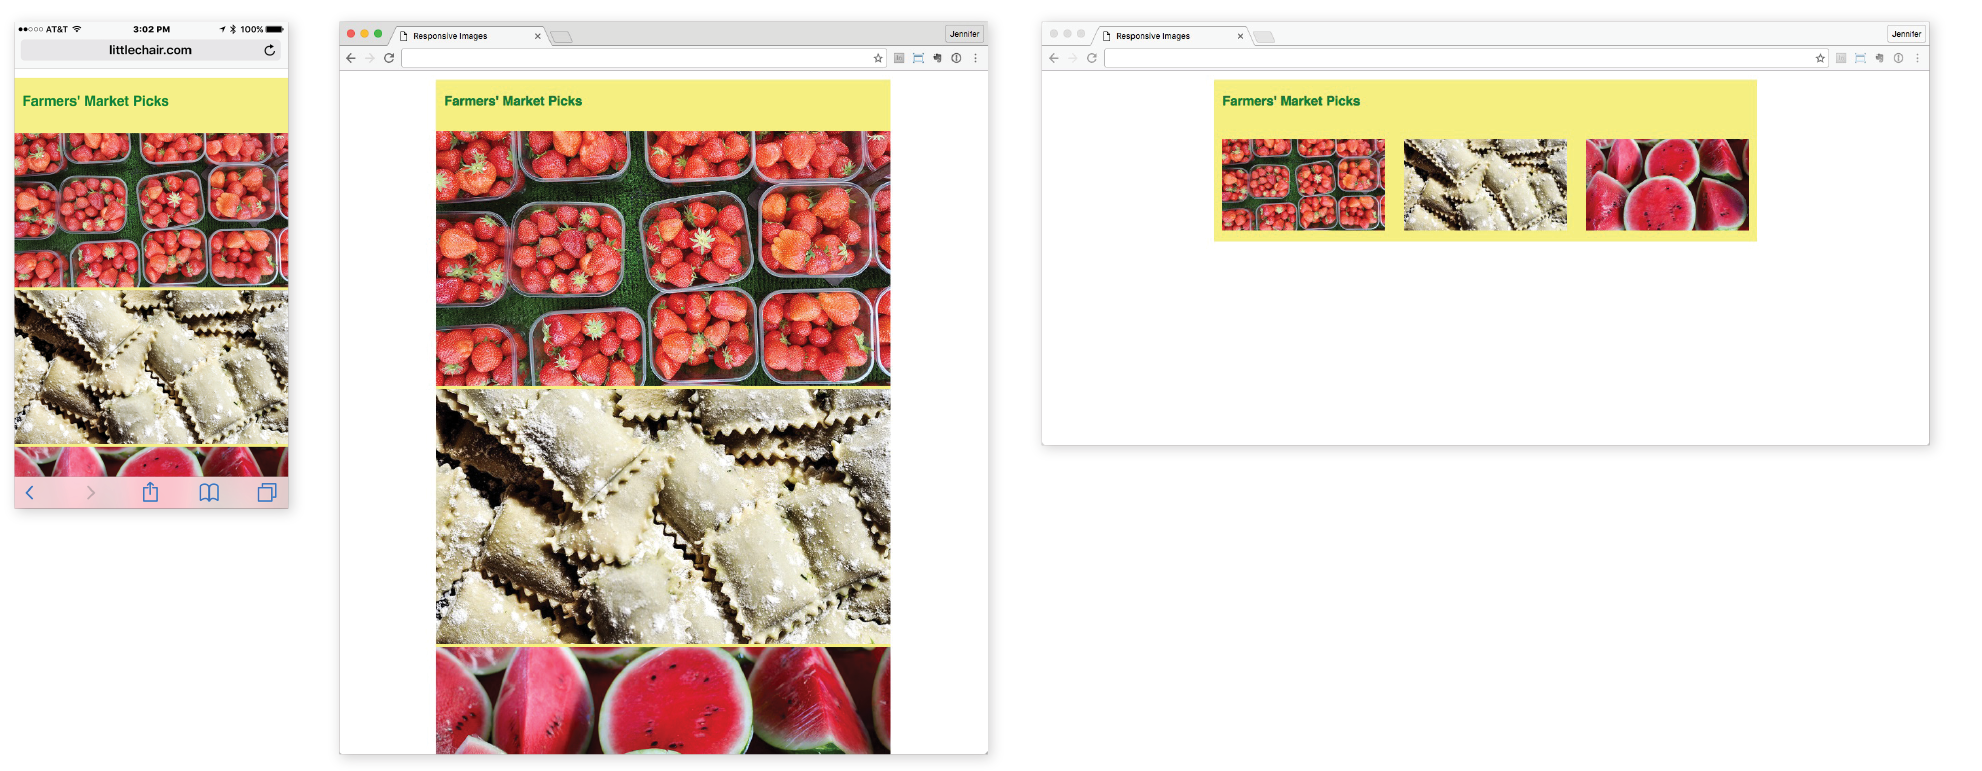 AT&T 3:02 PM 100%
littlechair.com
Farmers' Market Picks
Responsive Images
Jennifer
Farmers' Market Picks
Responsive Images
Jennifer
Farmers' Market Picks